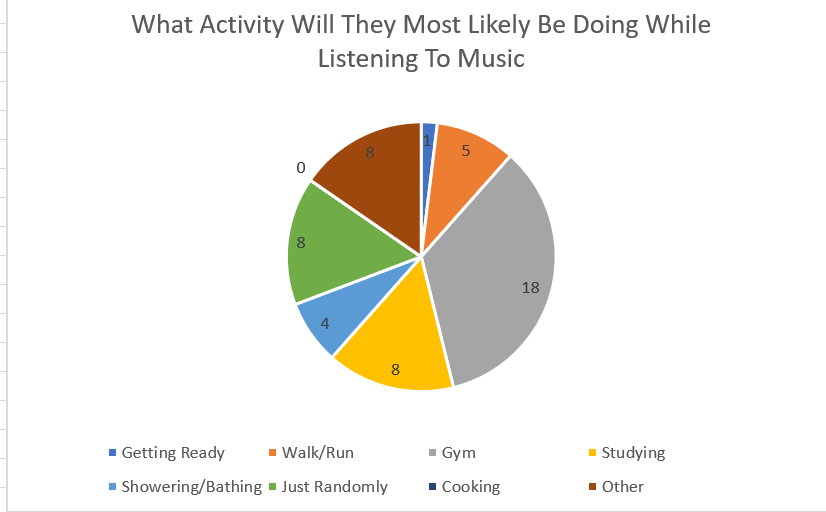 What Activity Will They Most Likely Be Doing While
Listening To Music
1
5
18
8
4
8
0
8
Getting Ready
Walk/Run
Gym
Studying
Showering/Bathing
Just Randomly
Cooking
Other